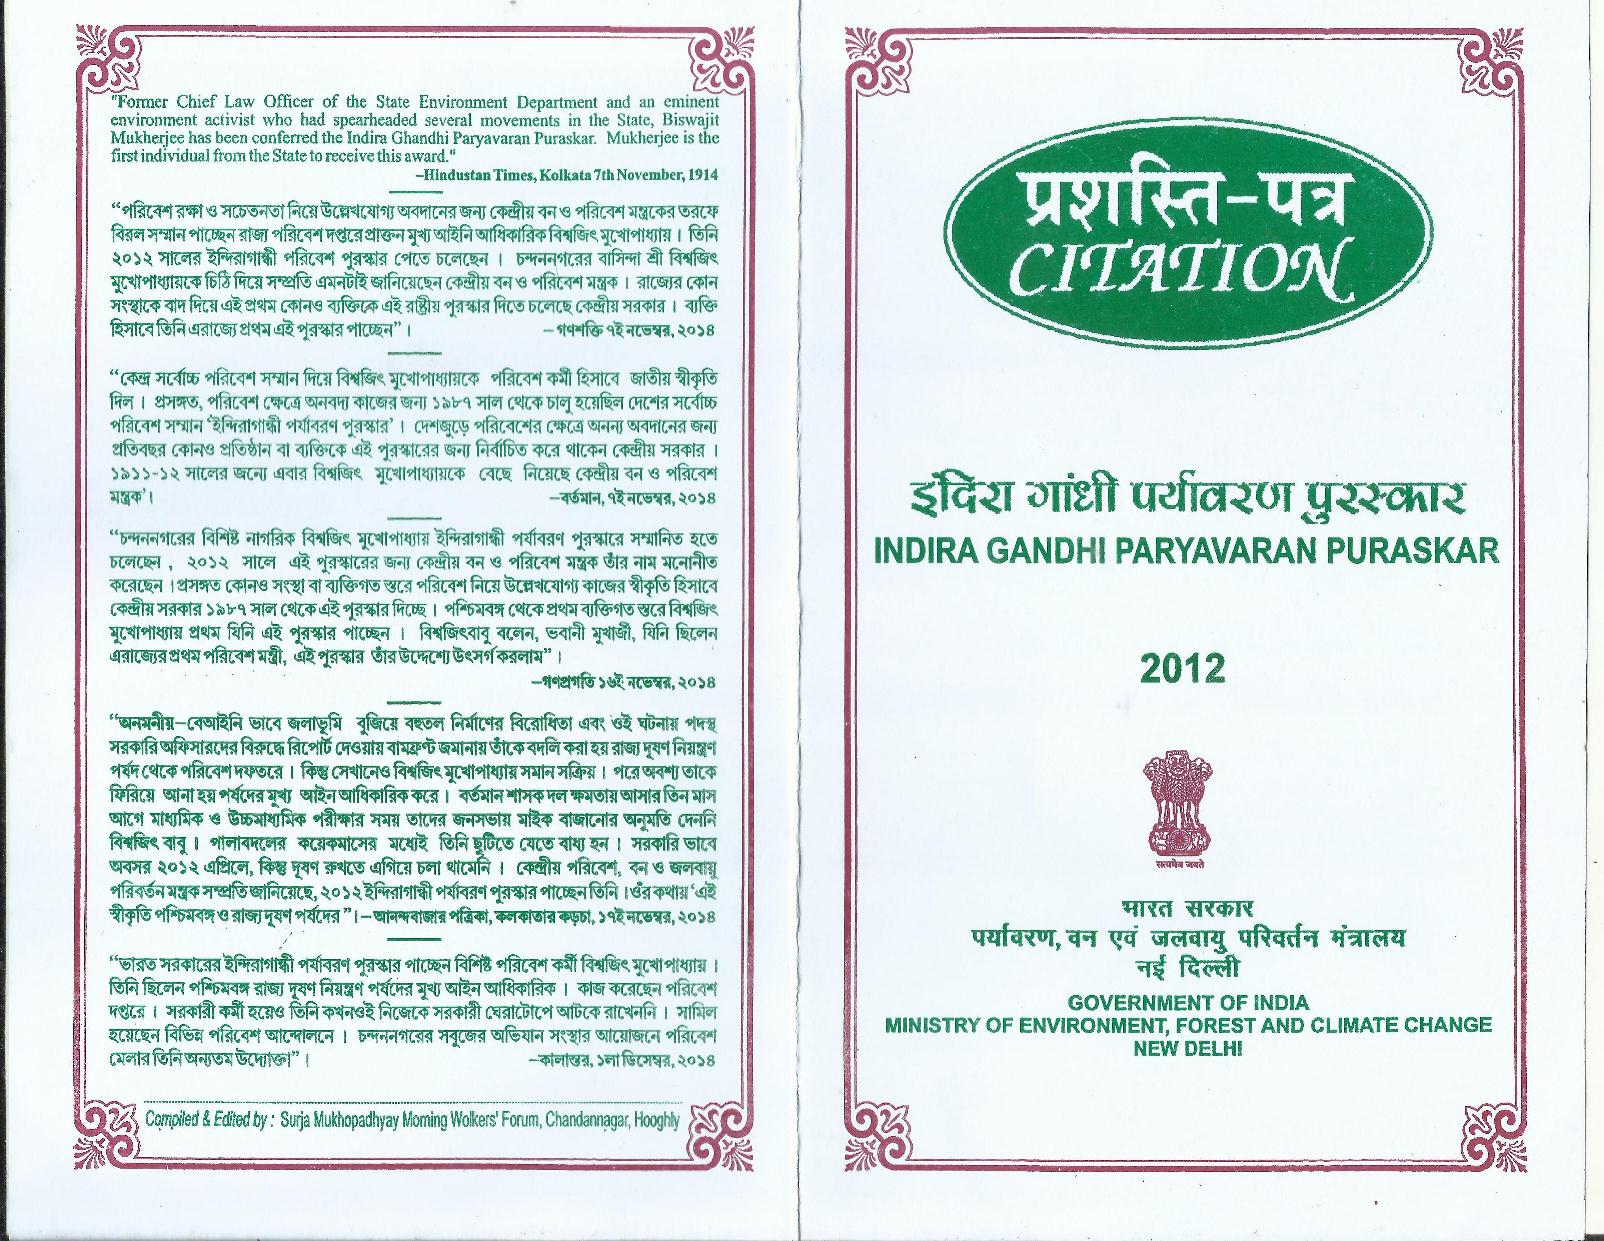 "Former Chief Law Officer of the State Environment Department and an eminent
environment activist who had spearheaded several movements in the State, Biswajit
Mukherjee has been conferred the Indira Ghandhi Paryavaran Puraskar. Mukherjee is the
first individual from the State to receive this award."
–Hindustan Times, Kolkata 7th November, 1914
“পরিবেশ রক্ষা ও সচেতনতা নিয়ে উল্লেখযোগ্য অবদানের জন্য কেন্দ্রীয় বন ও পরিবেশ মন্ত্রকের তরফে
বিরল সম্মান পাচ্ছেন রাজ্য পরিবেশ দপ্তরে প্রাক্তন মুখ্য আইনি আধিকারিক বিশ্বজিৎ মুখোপাধ্যায়। তিনি
২০১২ সালের ইন্দিরাগান্ধী পরিবেশ পুরস্কার পেতে চলেছেন। চন্দননগরের বাসিন্দা শ্রী বিশ্বজিৎ
মুখোপাধ্যায়কে চিঠি দিয়ে সম্প্রতি এমনটাই জানিয়েছেন কেন্দ্রীয় বন ও পরিবেশ মন্ত্রক। রাজ্যের কোন
সংস্থাকে বাদ দিয়ে এই প্রথম কোনও ব্যক্তিকে এই রাষ্ট্রীয় পুরস্কার দিতে চলেছে কেন্দ্রীয় সরকার। ব্যক্তি
হিসাবে তিনি এরাজ্যে প্রথম এই পুরস্কার পাচ্ছেন”। – গণশক্তি ৭ই নভেম্বর, ২০১৪
“কেন্দ্র সর্বোচ্চ পরিবেশ সম্মান দিয়ে বিশ্বজিৎ মুখোপাধ্যায়কে পরিবেশ কর্মী হিসাবে জাতীয় স্বীকৃতি
দিল। প্রসঙ্গত, পরিবেশ ক্ষেত্রে অনবদ্য কাজের জন্য ১৯৮৭ সাল থেকে চালু হয়েছিল দেশের সর্বোচ্চ
পরিবেশ সম্মান ‘ইন্দিরাগান্ধী পর্যাবরণ পুরস্কার’। দেশজুড়ে পরিবেশের ক্ষেত্রে অনন্য অবদানের জন্য
প্রতিবছর কোনও প্রতিষ্ঠান বা ব্যক্তিকে এই পুরস্কারের জন্য নির্বাচিত করে থাকেন কেন্দ্রীয় সরকার।
১৯১১-১২ সালের জন্যে এবার বিশ্বজিৎ মুখোপাধ্যায়কে বেছে নিয়েছে কেন্দ্রীয় বন ও পরিবেশ
মন্ত্রক’। –বর্তমান, ৭ই নভেম্বর, ২০১৪
“চন্দননগরের বিশিষ্ট নাগরিক বিশ্বজিৎ মুখোপাধ্যায় ইন্দিরাগান্ধী পর্যাবরণ পুরস্কারে সম্মানিত হতে
চলেছেন, ২০১২ সালে এই পুরস্কারের জন্য কেন্দ্রীয় বন ও পরিবেশ মন্ত্রক তাঁর নাম মনোনীত
করেছেন। প্রসঙ্গত কোনও সংস্থা বা ব্যক্তিগত স্তরে পরিবেশ নিয়ে উল্লেখযোগ্য কাজের স্বীকৃতি হিসাবে
কেন্দ্রীয় সরকার ১৯৮৭ সাল থেকে এই পুরস্কার দিচ্ছে। পশ্চিমবঙ্গ থেকে প্রথম ব্যক্তিগত স্তরে বিশ্বজিৎ
মুখোপাধ্যায় প্রথম যিনি এই পুরস্কার পাচ্ছেন। বিশ্বজিৎবাবু বলেন, ভবানী মুখার্জী, যিনি ছিলেন
এরাজ্যের প্রথম পরিবেশ মন্ত্রী, এই পুরস্কার তাঁর উদ্দেশ্যে উৎসর্গ করলাম”।
–গণপ্রগতি ১৬ই নভেম্বর, ২০১৪
“অনমনীয়–বেআইনি ভাবে জলাভূমি বুজিয়ে বহুতল নির্মাণের বিরোধিতা এবং ওই ঘটনায় পদস্থ
সরকারি অফিসারদের বিরুদ্ধে রিপোর্ট দেওয়ায় বামফ্রন্ট জমানায় তাঁকে বদলি করা হয় রাজ্য দূষণ নিয়ন্ত্রণ
পর্ষদ থেকে পরিবেশ দফতরে। কিন্তু সেখানেও বিশ্বজিৎ মুখোপাধ্যায় সমান সক্রিয়। পরে অবশ্য তাকে
ফিরিয়ে আনা হয় পর্ষদের মুখ্য আইন আধিকারিক করে। বর্তমান শাসক দল ক্ষমতায় আসার তিন মাস
আগে মাধ্যমিক ও উচ্চমাধ্যমিক পরীক্ষার সময় তাদের জনসভায় মাইক বাজানোর অনুমতি দেননি
বিশ্বজিৎ বাবু। পালাবদলের কয়েকমাসের মধ্যেই তিনি ছুটিতে যেতে বাধ্য হন। সরকারি ভাবে
অবসর ২০১২ এপ্রিলে, কিন্তু দূষণ রুখতে এগিয়ে চলা থামেনি। কেন্দ্রীয় পরিবেশ, বন ও জলবায়ু
পরিবর্তন মন্ত্রক সম্প্রতি জানিয়েছে, ২০১২ ইন্দিরাগান্ধী পর্যাবরণ পুরস্কার পাচ্ছেন তিনি। ওঁর কথায় ‘এই
স্বীকৃতি পশ্চিমবঙ্গ ও রাজ্য দূষণ পর্ষদের”।–আনন্দবাজার পত্রিকা, কলকাতার কড়চা, ১৭ই নভেম্বর, ২০১৪
“ভারত সরকারের ইন্দিরাগান্ধী পর্যাবরণ পুরস্কার পাচ্ছেন বিশিষ্ট পরিবেশ কর্মী বিশ্বজিৎ মুখোপাধ্যায়।
তিনি ছিলেন পশ্চিমবঙ্গ রাজ্য দূষণ নিয়ন্ত্রণ পর্ষদের মুখ্য আইন আধিকারিক। কাজ করেছেন পরিবেশ
দপ্তরে। সরকারী কর্মী হয়েও তিনি কখনওই নিজেকে সরকারী ঘেরাটোপে আটকে রাখেননি। সামিল
হয়েছেন বিভিন্ন পরিবেশ আন্দোলনে। চন্দননগরের সবুজের অভিযান সংস্থার আয়োজনে পরিবেশ
মেলার তিনি অন্যতম উদ্যোক্তা”। –কালান্তর, ১লা ডিসেম্বর, ২০১৪
Compiled & Edited by : Surja Mukhopadhyay Morning Wolkers' Forum, Chandannagar, Hooghly
प्रशस्ति-पत्र
CITATION
इंदिरा गांधी पर्यावरण पुरस्कार
INDIRA GANDHI PARYAVARAN PURASKAR
2012
सत्यमेव जयते
भारत सरकार
पर्यावरण, वन एवं जलवायु परिवर्तन मंत्रालय
नई दिल्ली
GOVERNMENT OF INDIA
MINISTRY OF ENVIRONMENT, FOREST AND CLIMATE CHANGE
NEW DELHI